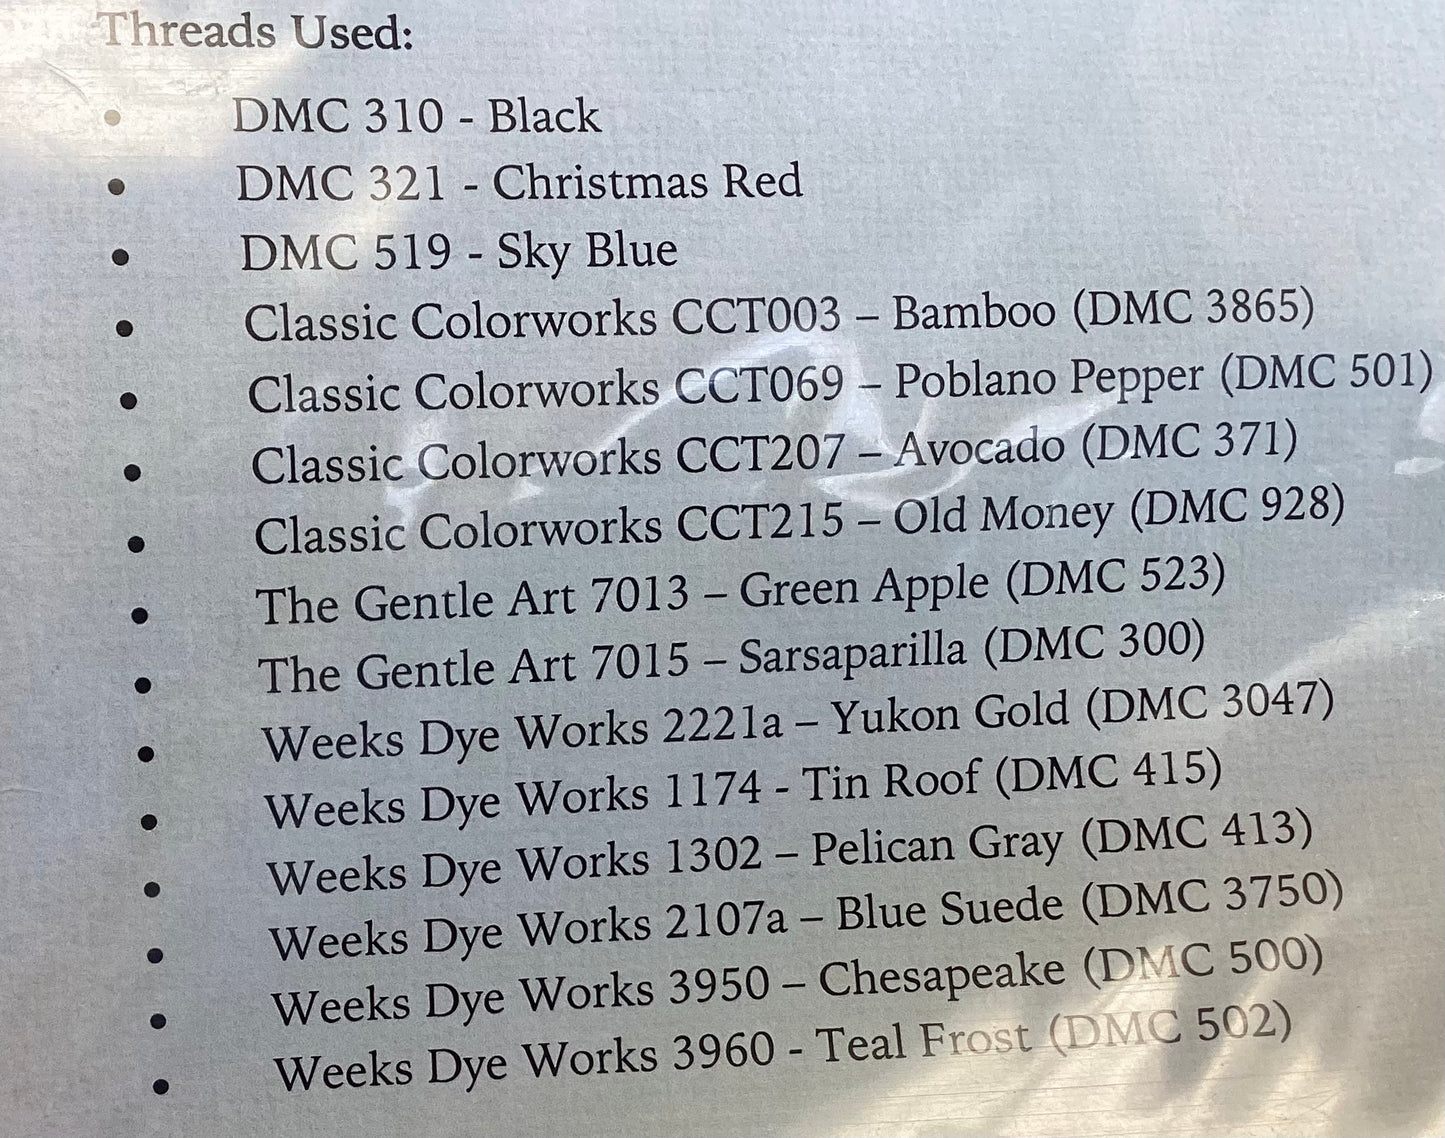 Threads Used:
• DMC 310 - Black
• DMC 321 - Christmas Red
• DMC 519 - Sky Blue
• Classic Colorworks CCT003 – Bamboo (DMC 3865)
• Classic Colorworks CCT069 – Poblano Pepper (DMC 501)
• Classic Colorworks CCT207 – Avocado (DMC 371)
• Classic Colorworks CCT215 – Old Money (DMC 928)
• The Gentle Art 7013 – Green Apple (DMC 523)
• The Gentle Art 7015 – Sarsaparilla (DMC 300)
• Weeks Dye Works 2221a – Yukon Gold (DMC 3047)
• Weeks Dye Works 1174 - Tin Roof (DMC 415)
• Weeks Dye Works 1302 – Pelican Gray (DMC 413)
• Weeks Dye Works 2107a – Blue Suede (DMC 3750)
• Weeks Dye Works 3950 – Chesapeake (DMC 500)
• Weeks Dye Works 3960 - Teal Frost (DMC 502)